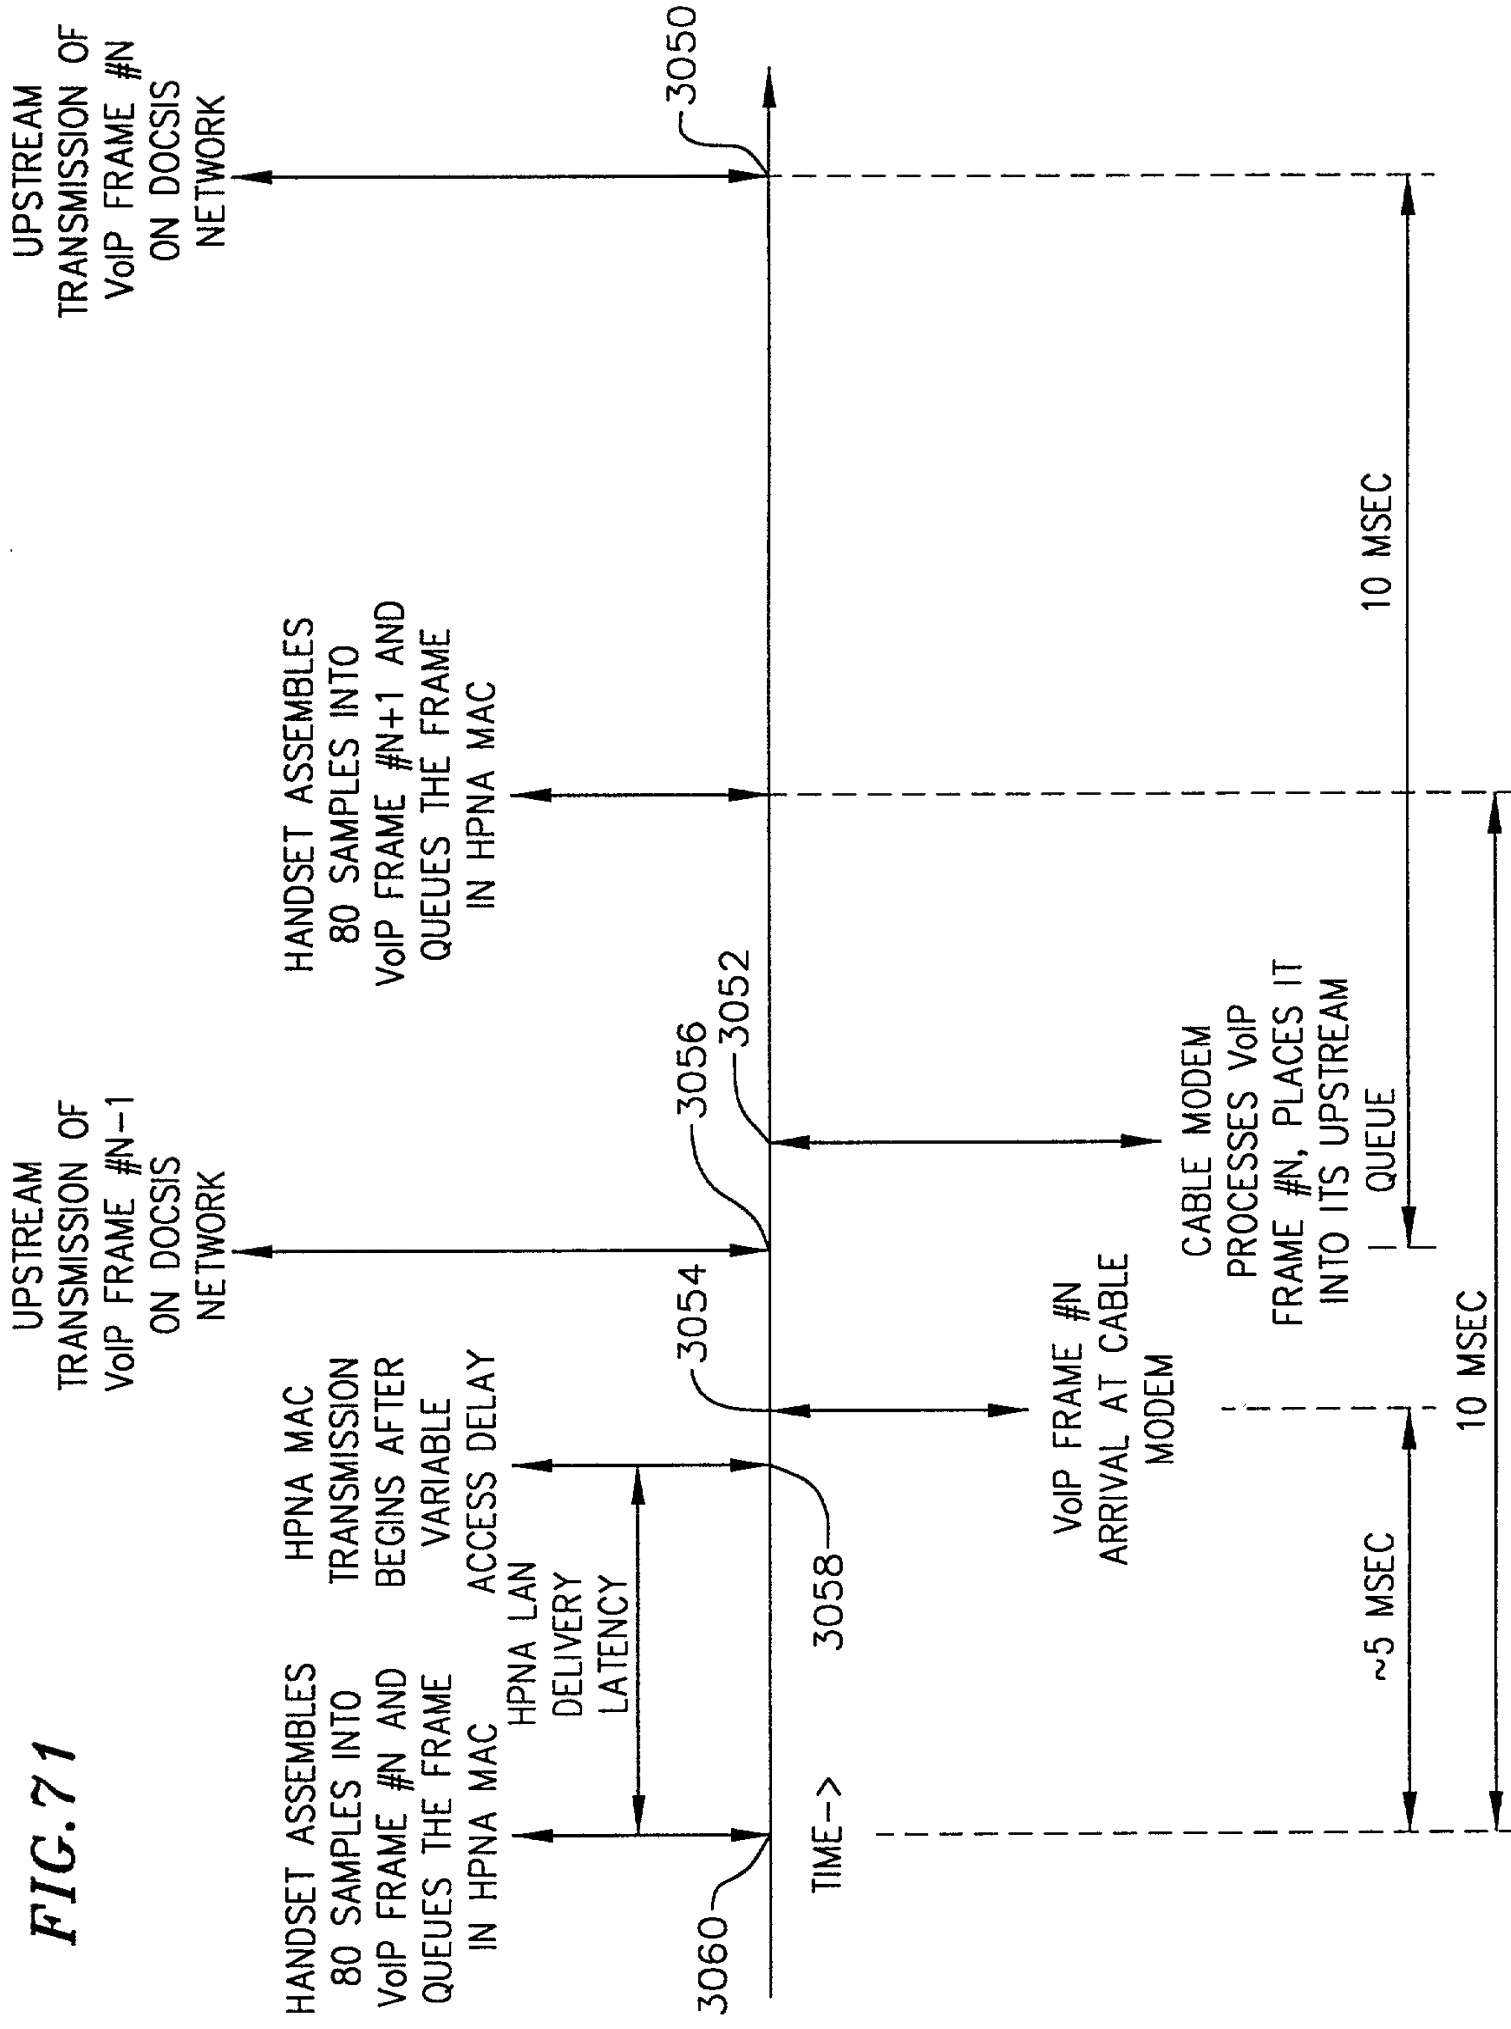 FIG. 71
UPSTREAM
TRANSMISSION OF
VoIP FRAME #N-1
ON DOCSIS
NETWORK
UPSTREAM
TRANSMISSION OF
VoIP FRAME #N
ON DOCSIS
NETWORK
HANDSET ASSEMBLES
80 SAMPLES INTO
VoIP FRAME #N AND
QUEUES THE FRAME
IN HPNA MAC
HPNA MAC
TRANSMISSION
BEGINS AFTER
VARIABLE
ACCESS DELAY
HANDSET ASSEMBLES
80 SAMPLES INTO
VoIP FRAME #N+1 AND
QUEUES THE FRAME
IN HPNA MAC
HPNA LAN
DELIVERY
LATENCY
3060
3054
3056
3052
3050
TIME->
3058
VoIP FRAME #N
ARRIVAL AT CABLE
MODEM
CABLE MODEM
PROCESSES VoIP
FRAME #N, PLACES IT
INTO ITS UPSTREAM
QUEUE
~5 MSEC
10 MSEC
10 MSEC